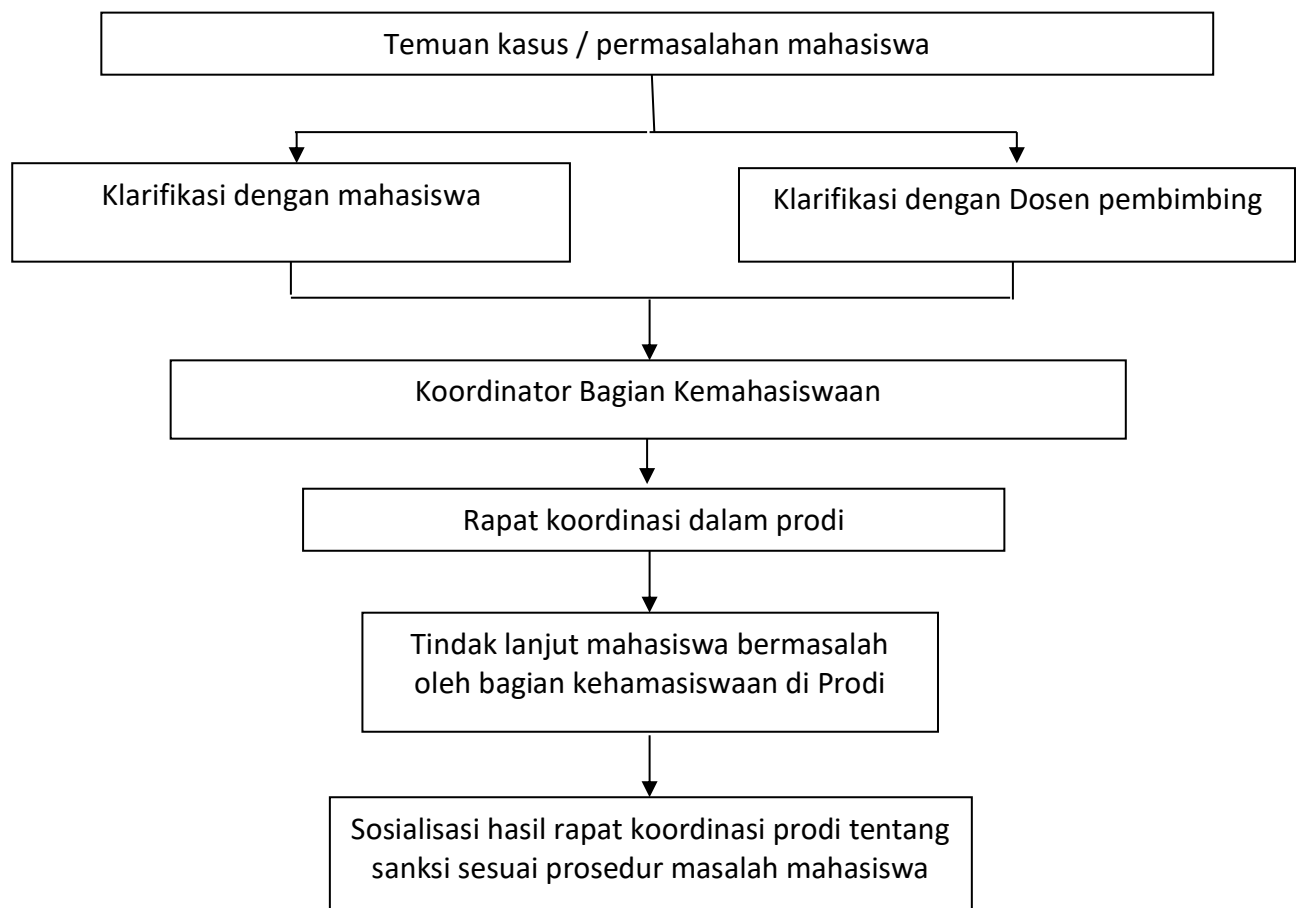 Temuan kasus / permasalahan mahasiswa
Klarifikasi dengan mahasiswa
Klarifikasi dengan Dosen pembimbing
Koordinator Bagian Kemahasiswaan
Rapat koordinasi dalam prodi
Tindak lanjut mahasiswa bermasalah
oleh bagian kehamasiswaan di Prodi
Sosialisasi hasil rapat koordinasi prodi tentang
sanksi sesuai prosedur masalah mahasiswa